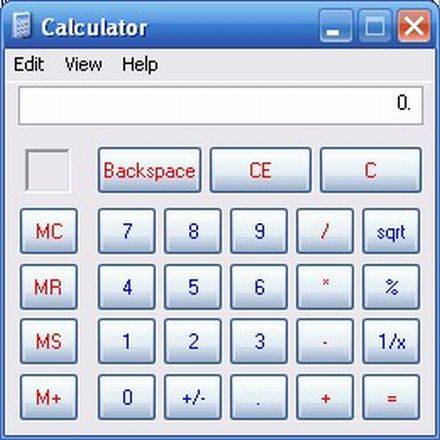 Calculator
Edit View Help
0.
Backspace CE C
MC 7 8 9 / sqrt
MR 4 5 6 * %
MS 1 2 3 - 1/x
M+ 0 +/- . + =